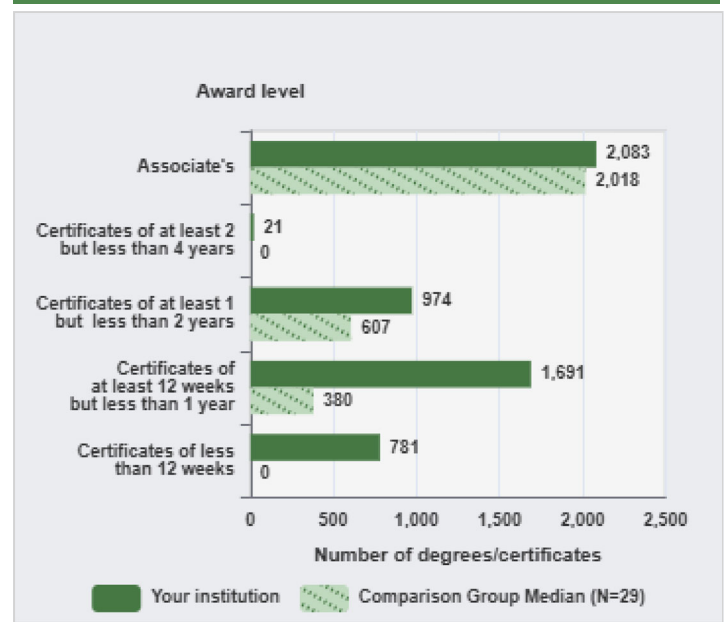 Award level
Associate's
2,083
2,018
Certificates of at least 2
but less than 4 years
21
0
Certificates of at least 1
but less than 2 years
974
607
Certificates of
at least 12 weeks
but less than 1 year
1,691
380
Certificates of less
than 12 weeks
781
0
0 500 1,000 1,500 2,000 2,500
Number of degrees/certificates
Your institution Comparison Group Median (N=29)